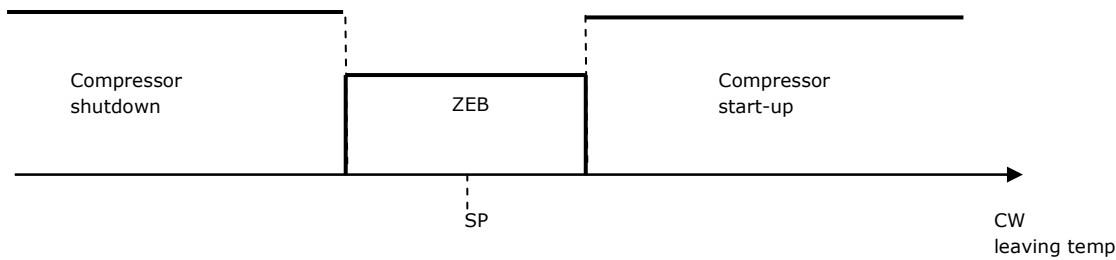 Compressor
shutdown
ZEB
Compressor
start-up
SP
CW
leaving temp